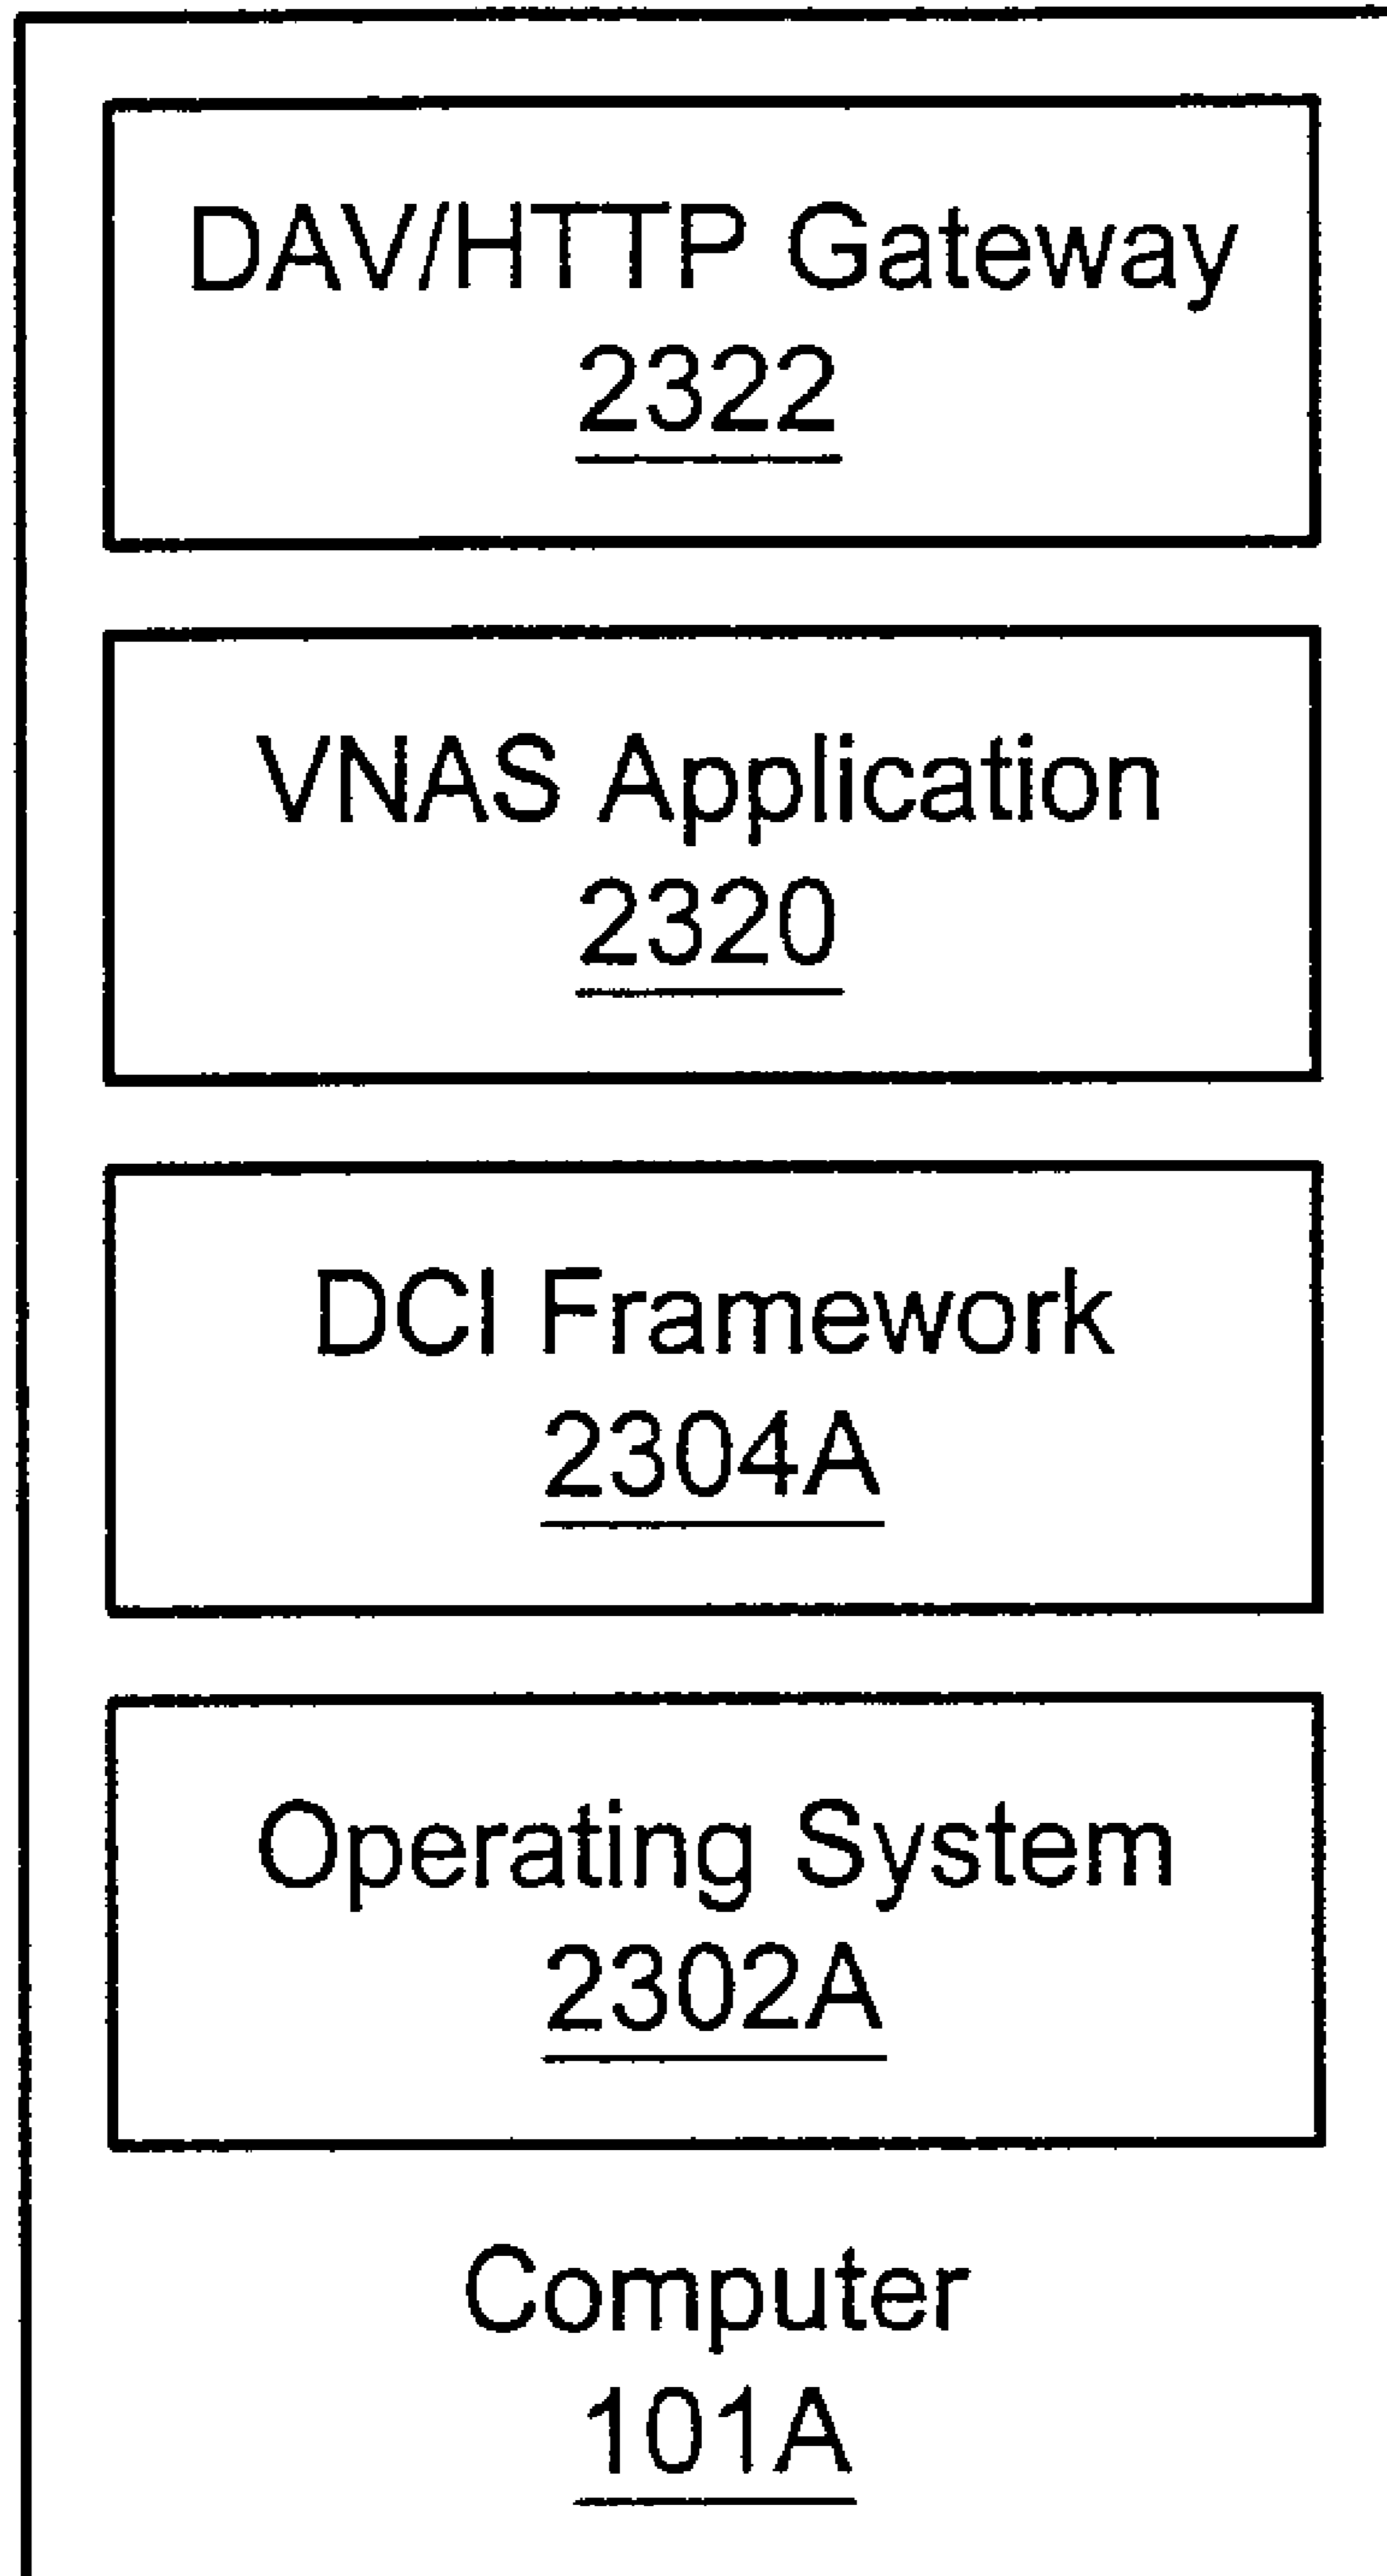 DAV/HTTP Gateway
2322
VNAS Application
2320
DCI Framework
2304A
Operating System
2302A
Computer
101A